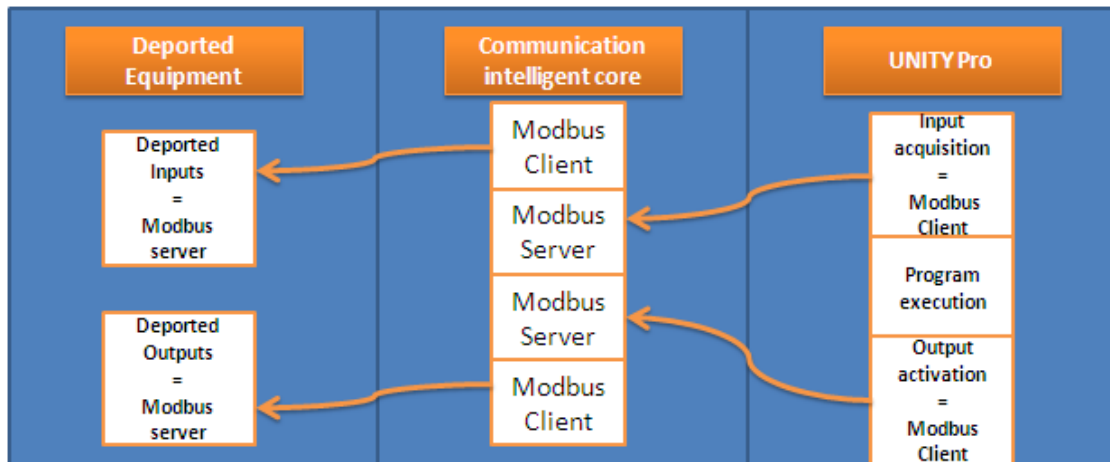 Deported
Equipment
Communication
intelligent core
UNITY Pro
Deported
Inputs
=
Modbus
server
Deported
Outputs
=
Modbus
server
Modbus
Client
Modbus
Server
Modbus
Server
Modbus
Client
Input
acquisition
=
Modbus
Client
Program
execution
Output
activation
=
Modbus
Client